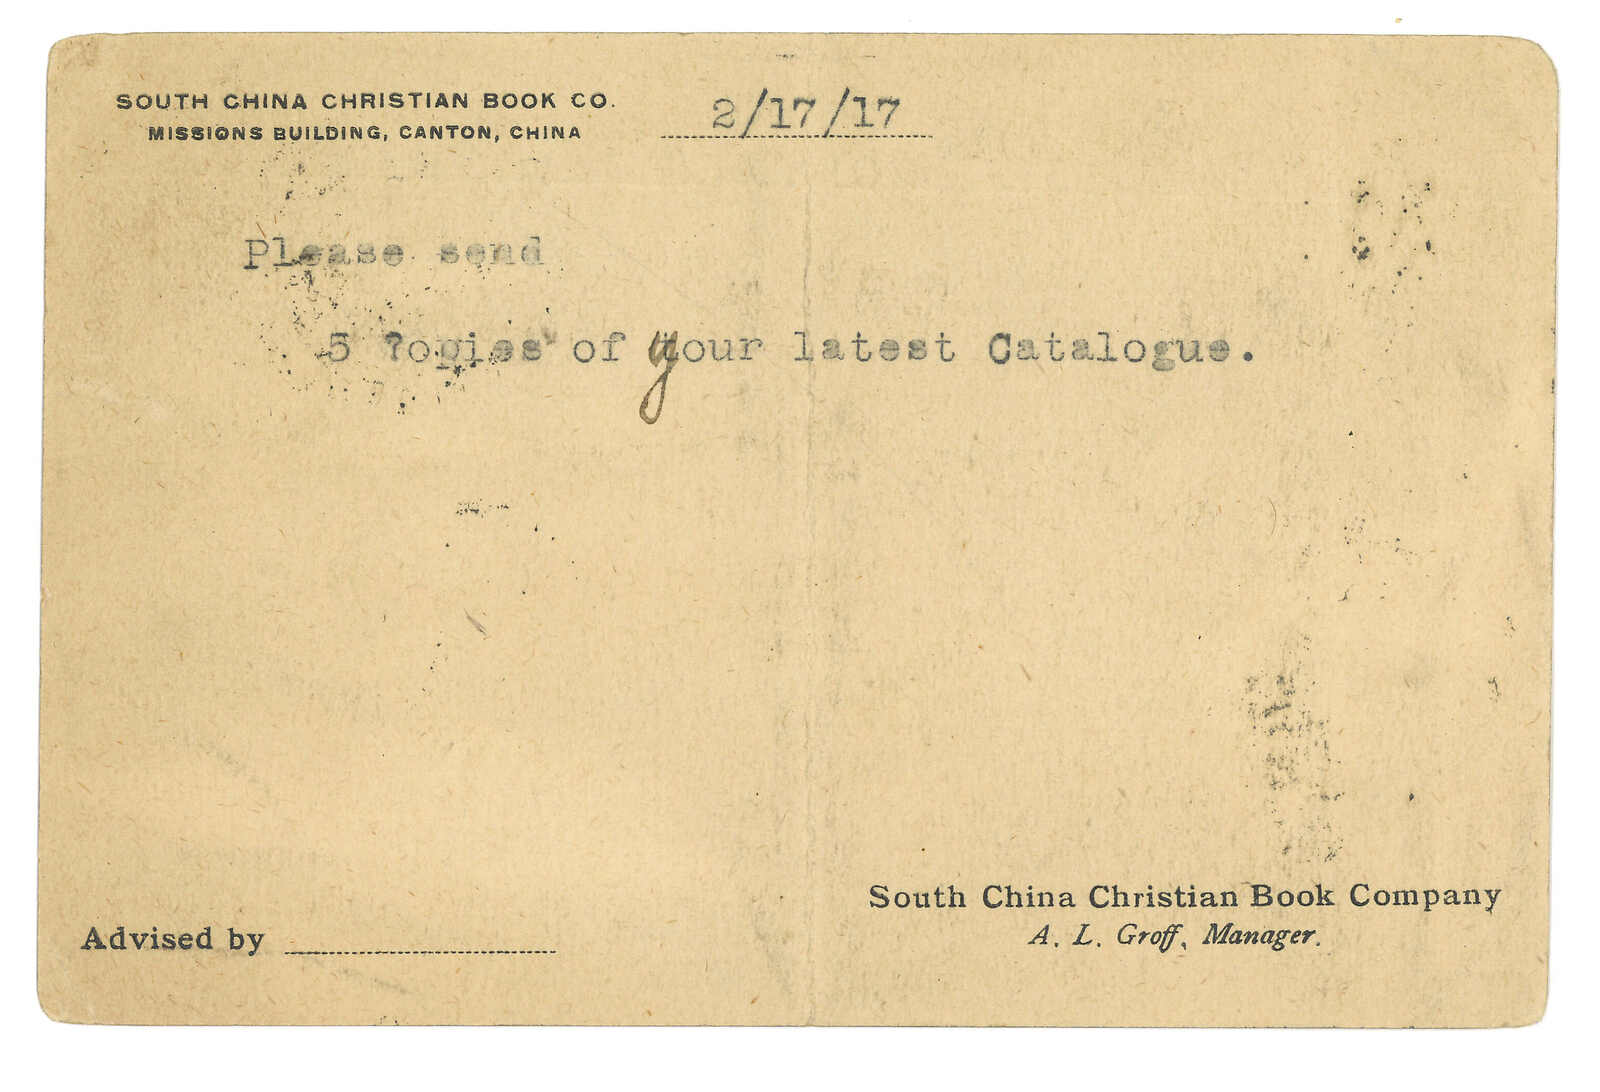 SOUTH CHINA CHRISTIAN BOOK CO.
MISSIONS BUILDING, CANTON, CHINA
2/17/17
Please send
5 ?opies of your latest Catalogue.
South China Christian Book Company
A. L. Groff, Manager.
Advised by